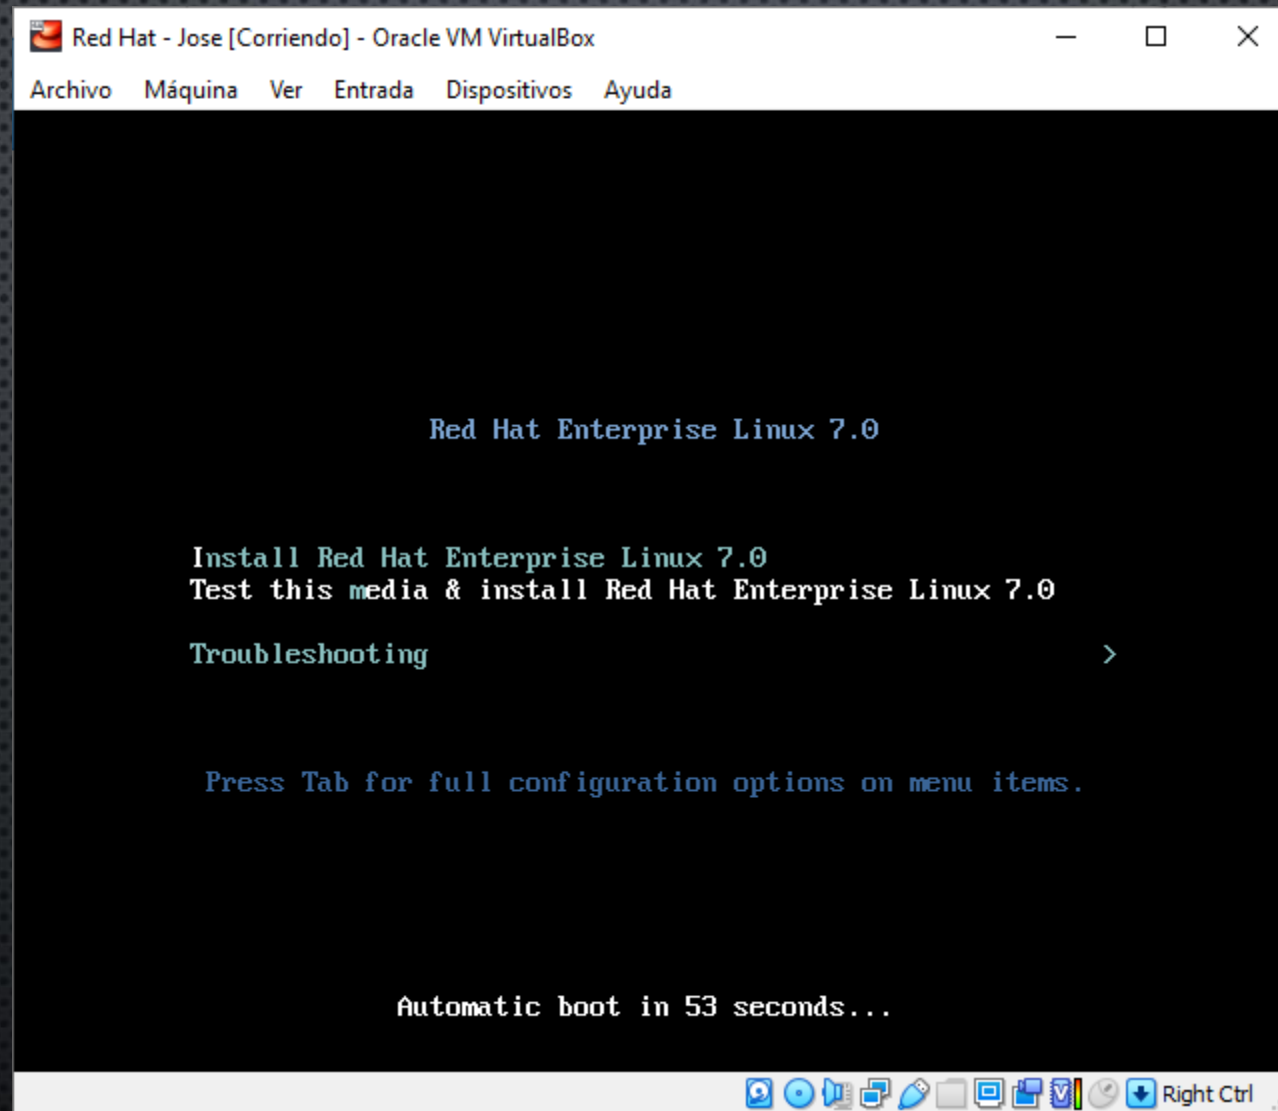 Red Hat - Jose [Corriendo] - Oracle VM VirtualBox
Archivo Máquina Ver Entrada Dispositivos Ayuda
Red Hat Enterprise Linux 7.0
Install Red Hat Enterprise Linux 7.0
Test this media & install Red Hat Enterprise Linux 7.0
Troubleshooting >
Press Tab for full configuration options on menu items.
Automatic boot in 53 seconds...
Right Ctrl